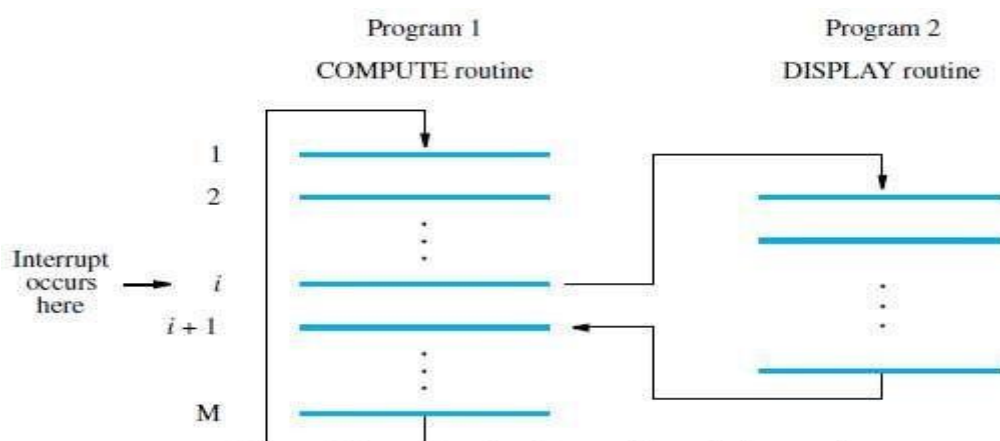 Program 1
COMPUTE routine
Program 2
DISPLAY routine
1
2
Interrupt
occurs
here
i
i + 1
M